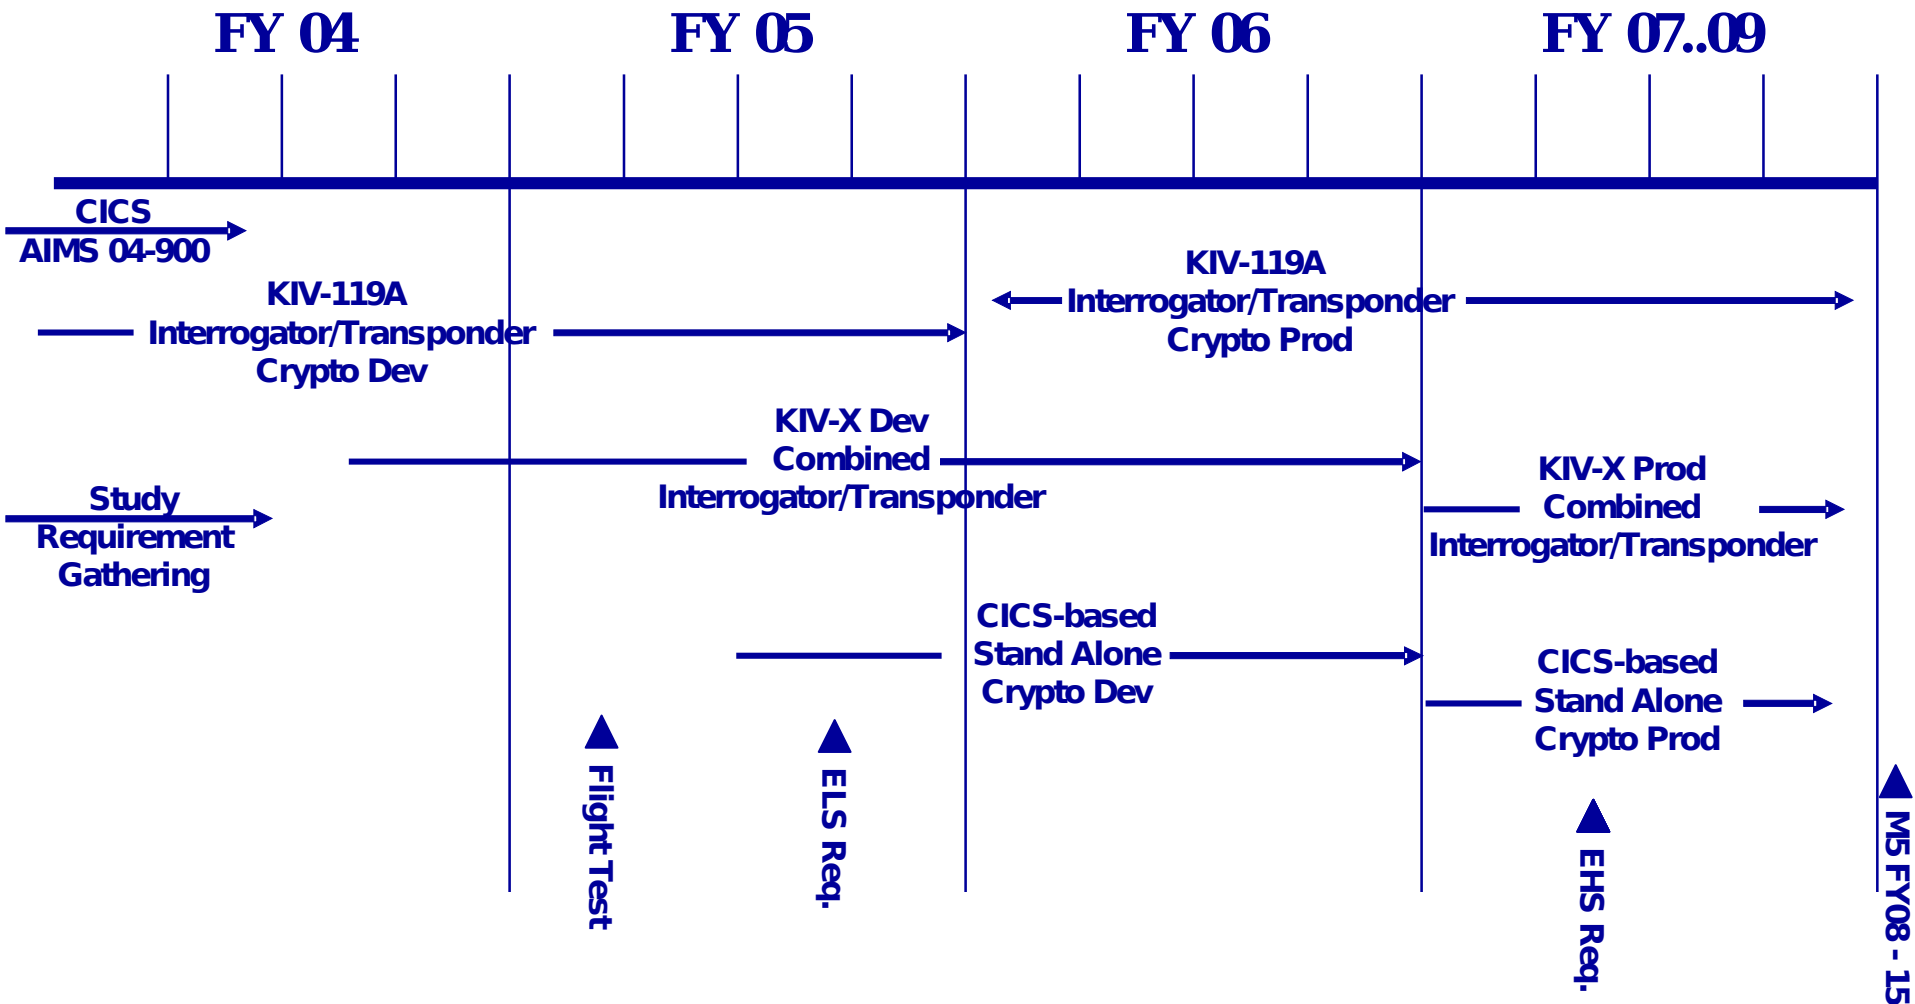 FY 04
FY 05
FY 06
FY 07..09
CICS
AIMS 04-900
KIV-119A
Interrogator/Transponder
Crypto Dev
KIV-119A
Interrogator/Transponder
Crypto Prod
KIV-X Dev
Combined
Interrogator/Transponder
KIV-X Prod
Combined
Interrogator/Transponder
Study
Requirement
Gathering
CICS-based
Stand Alone
Crypto Dev
CICS-based
Stand Alone
Crypto Prod
Flight Test
ELS Req.
EHS Req.
M5 FY08 - 15